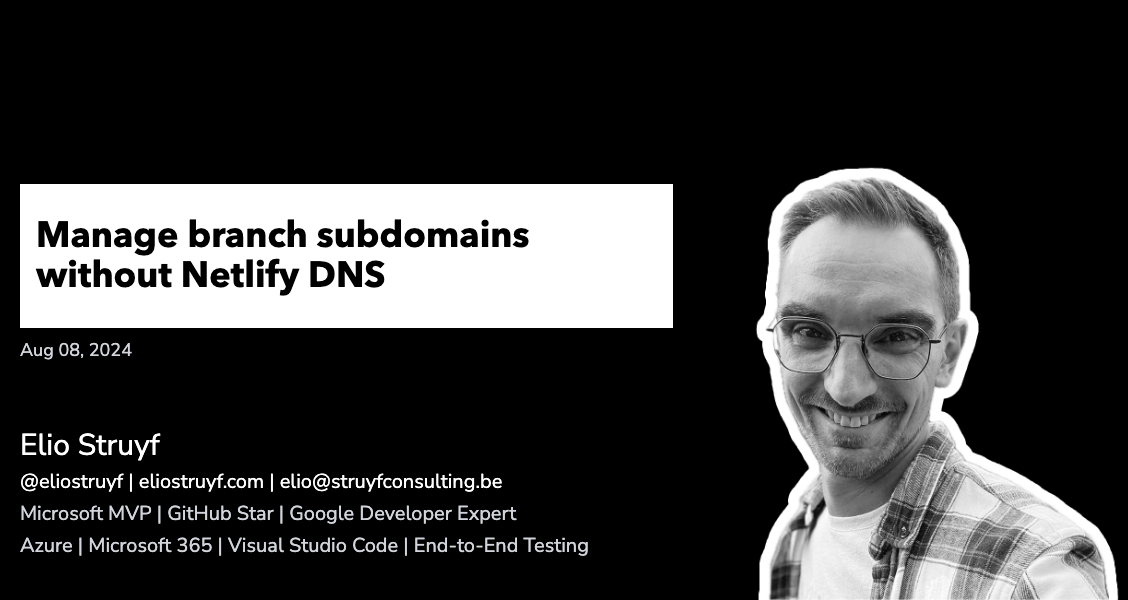 Manage branch subdomains
without Netlify DNS
Aug 08, 2024
Elio Struyf
@eliostruyf | eliostruyf.com | elio@struyfconsulting.be
Microsoft MVP | GitHub Star | Google Developer Expert
Azure | Microsoft 365 | Visual Studio Code | End-to-End Testing